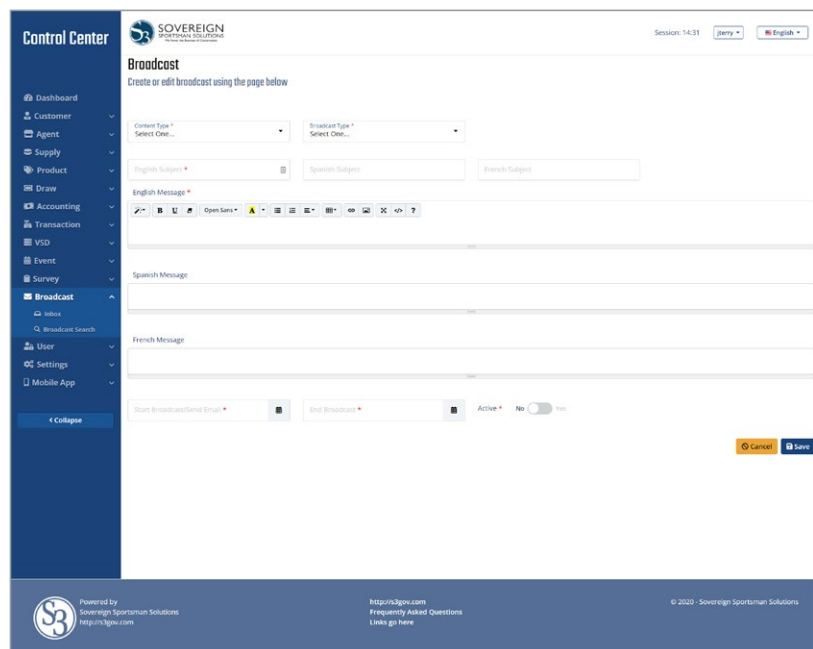 Control Center
S3
SOVEREIGN
SPORTSMAN SOLUTIONS
Session: 14:31
jterry
English
Broadcast
Create or edit broadcast using the page below
Dashboard
Customer
Agent
Supply
Product
Draw
Accounting
Transaction
VSD
Event
Survey
Broadcast
Inbox
Broadcast Search
User
Settings
Mobile App
< Collapse
Content Type *
Select One...
Broadcast Type *
Select One...
English Subject *
Spanish Subject
French Subject
English Message *
B U Open Sans A </> ?
Spanish Message
French Message
Start Broadcast(Send Email) *
End Broadcast *
Active * No Yes
Cancel
Save
S3
Powered by
Sovereign Sportsman Solutions
http://s3gov.com
http://s3gov.com
Frequently Asked Questions
Links go here
© 2020 - Sovereign Sportsman Solutions